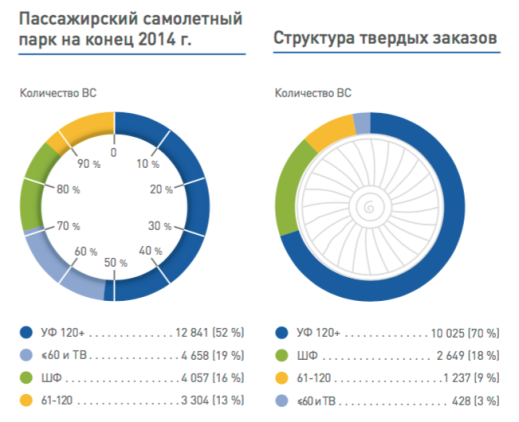 Пассажирский самолетный
парк на конец 2014 г.
Количество ВС
0
10 %
20 %
30 %
40 %
50 %
60 %
70 %
80 %
90 %
УФ 120+ . . . . . . . . . . . . . . 12 841 (52 %)
≤60 и ТВ . . . . . . . . . . . . . . 4 658 (19 %)
ШФ . . . . . . . . . . . . . . . . . . 4 057 (16 %)
61-120 . . . . . . . . . . . . . . . . 3 304 (13 %)
Структура твердых заказов
Количество ВС
УФ 120+ . . . . . . . . . . . . . . 10 025 (70 %)
ШФ . . . . . . . . . . . . . . . . . . . 2 649 (18 %)
61-120 . . . . . . . . . . . . . . . . . 1 237 (9 %)
≤60 и ТВ . . . . . . . . . . . . . . . . . 428 (3 %)